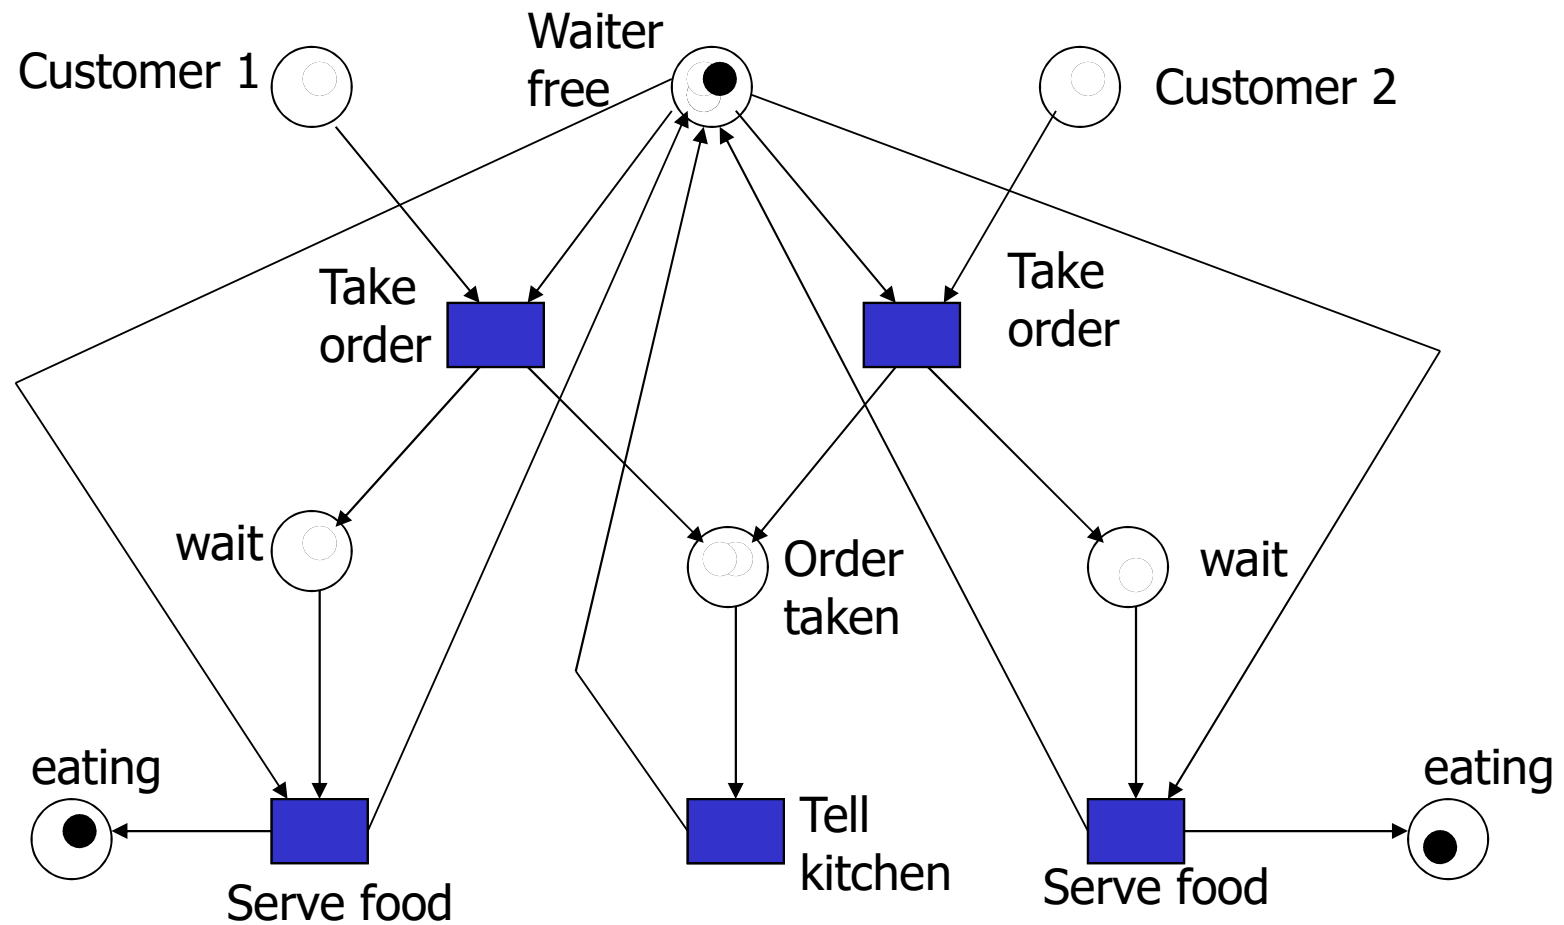 Customer 1
Waiter
free
Customer 2
Take
order
Take
order
wait
Order
taken
wait
eating
eating
Tell
kitchen
Serve food
Serve food